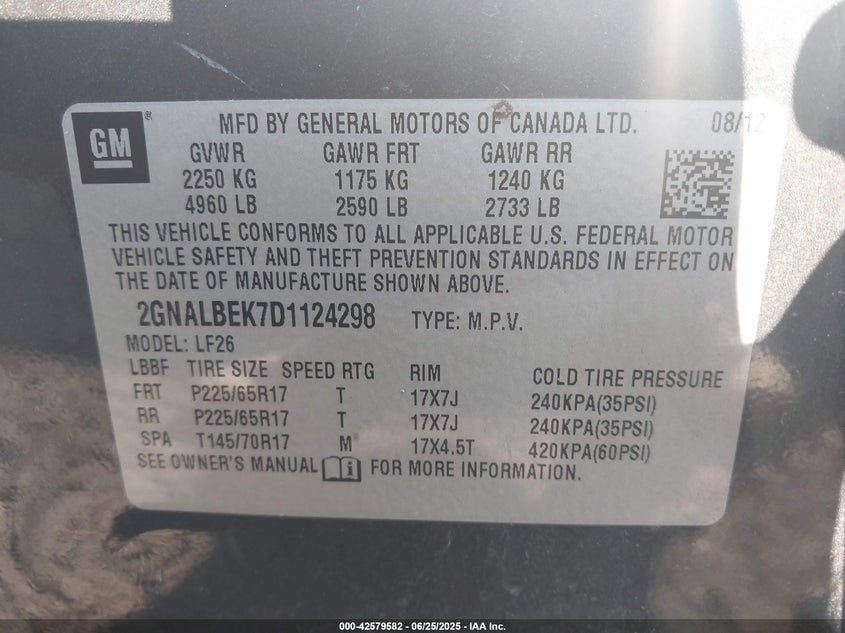 GM
MFD BY GENERAL MOTORS OF CANADA LTD. 08/12
GVWR GAWR FRT GAWR RR
2250 KG 1175 KG 1240 KG
4960 LB 2590 LB 2733 LB
THIS VEHICLE CONFORMS TO ALL APPLICABLE U.S. FEDERAL MOTOR
VEHICLE SAFETY AND THEFT PREVENTION STANDARDS IN EFFECT ON
THE DATE OF MANUFACTURE SHOWN ABOVE.
2GNALBEK7D1124298 TYPE: M.P.V.
MODEL: LF26
LBBF TIRE SIZE SPEED RTG RIM COLD TIRE PRESSURE
FRT P225/65R17 T 17X7J 240KPA(35PSI)
RR P225/65R17 T 17X7J 240KPA(35PSI)
SPA T145/70R17 M 17X4.5T 420KPA(60PSI)
SEE OWNER'S MANUAL FOR MORE INFORMATION.
000-42579582 / 06/25/2025 - IAA Inc.